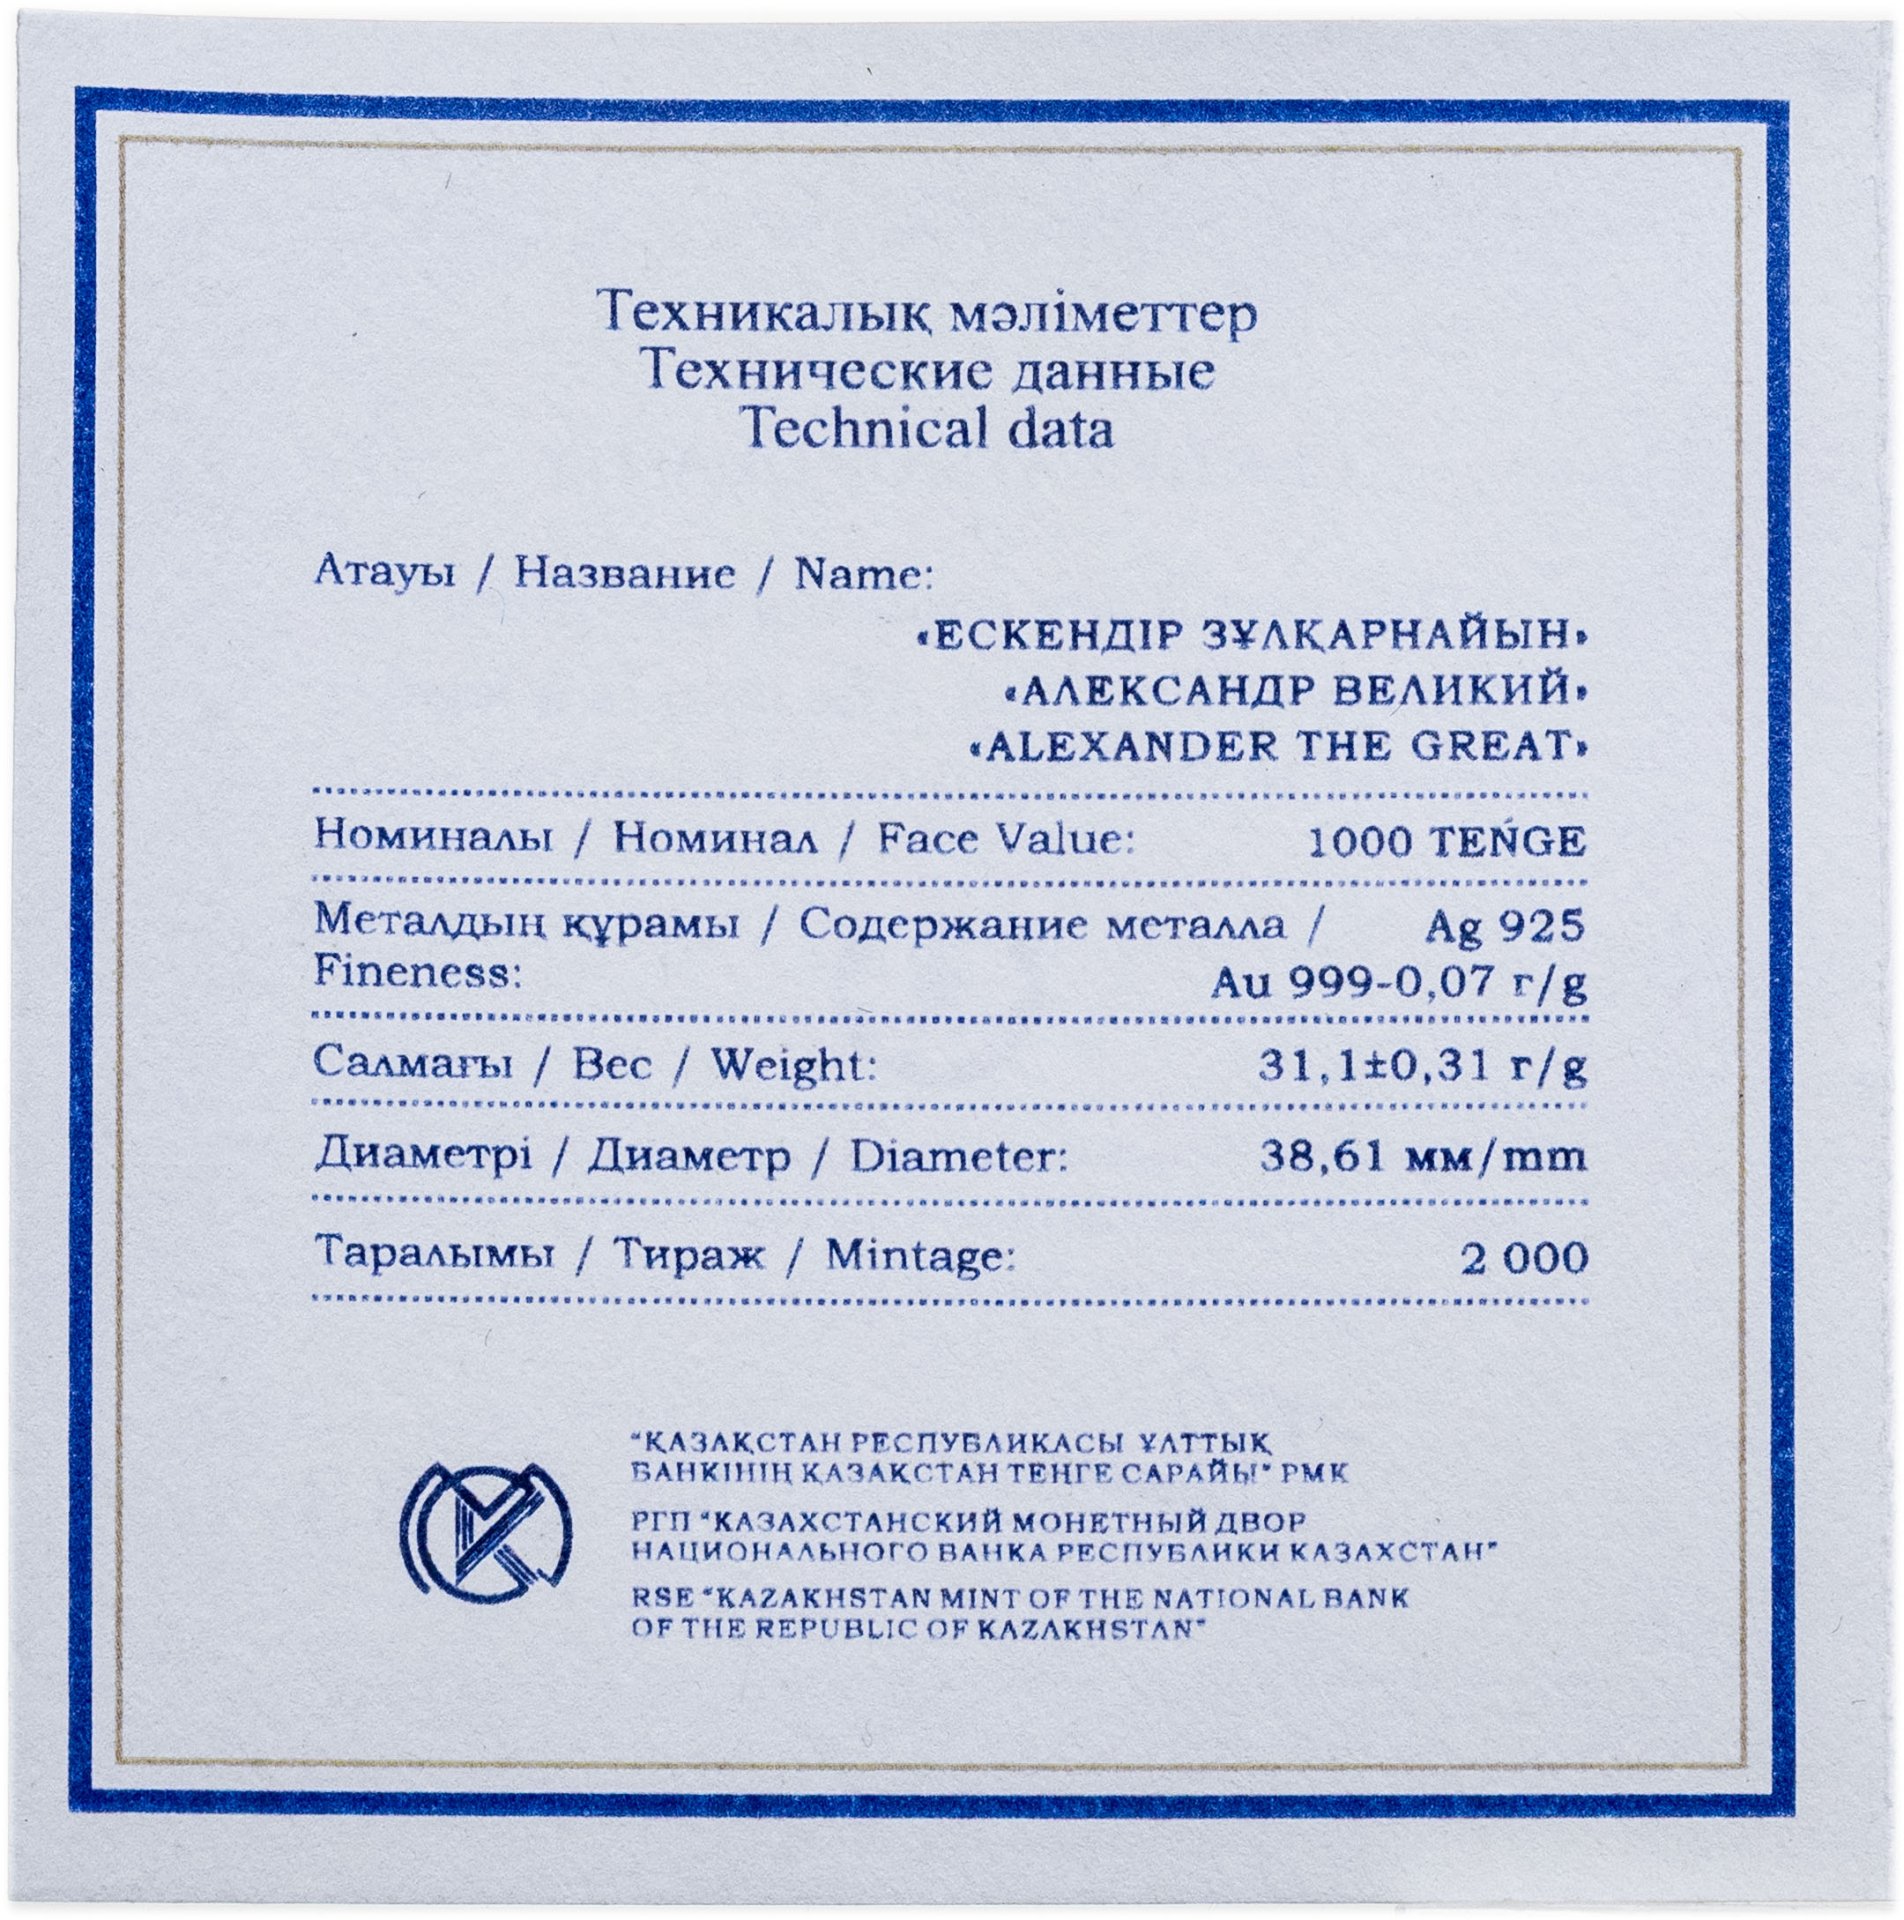 Техникалық мәліметтер
Технические данные
Technical data
Атауы / Название / Name:
«ЕСКЕНДІР ЗҰЛҚАРНАЙЫН»
«АЛЕКСАНДР ВЕЛИКИЙ»
«ALEXANDER THE GREAT»
Номиналы / Номинал / Face Value: 1000 TEŃGE
Металдың құрамы / Содержание металла / Ag 925
Fineness: Au 999-0,07 г/g
Салмағы / Вес / Weight: 31,1±0,31 г/g
Диаметрі / Диаметр / Diameter: 38,61 мм/mm
Таралымы / Тираж / Mintage: 2 000
"ҚАЗАҚСТАН РЕСПУБЛИКАСЫ ҰЛТТЫҚ
БАНКІНІҢ ҚАЗАҚСТАН ТЕҢГЕ САРАЙЫ" РМК
РГП "КАЗАХСТАНСКИЙ МОНЕТНЫЙ ДВОР
НАЦИОНАЛЬНОГО БАНКА РЕСПУБЛИКИ КАЗАХСТАН"
RSE "KAZAKHSTAN MINT OF THE NATIONAL BANK
OF THE REPUBLIC OF KAZAKHSTAN"